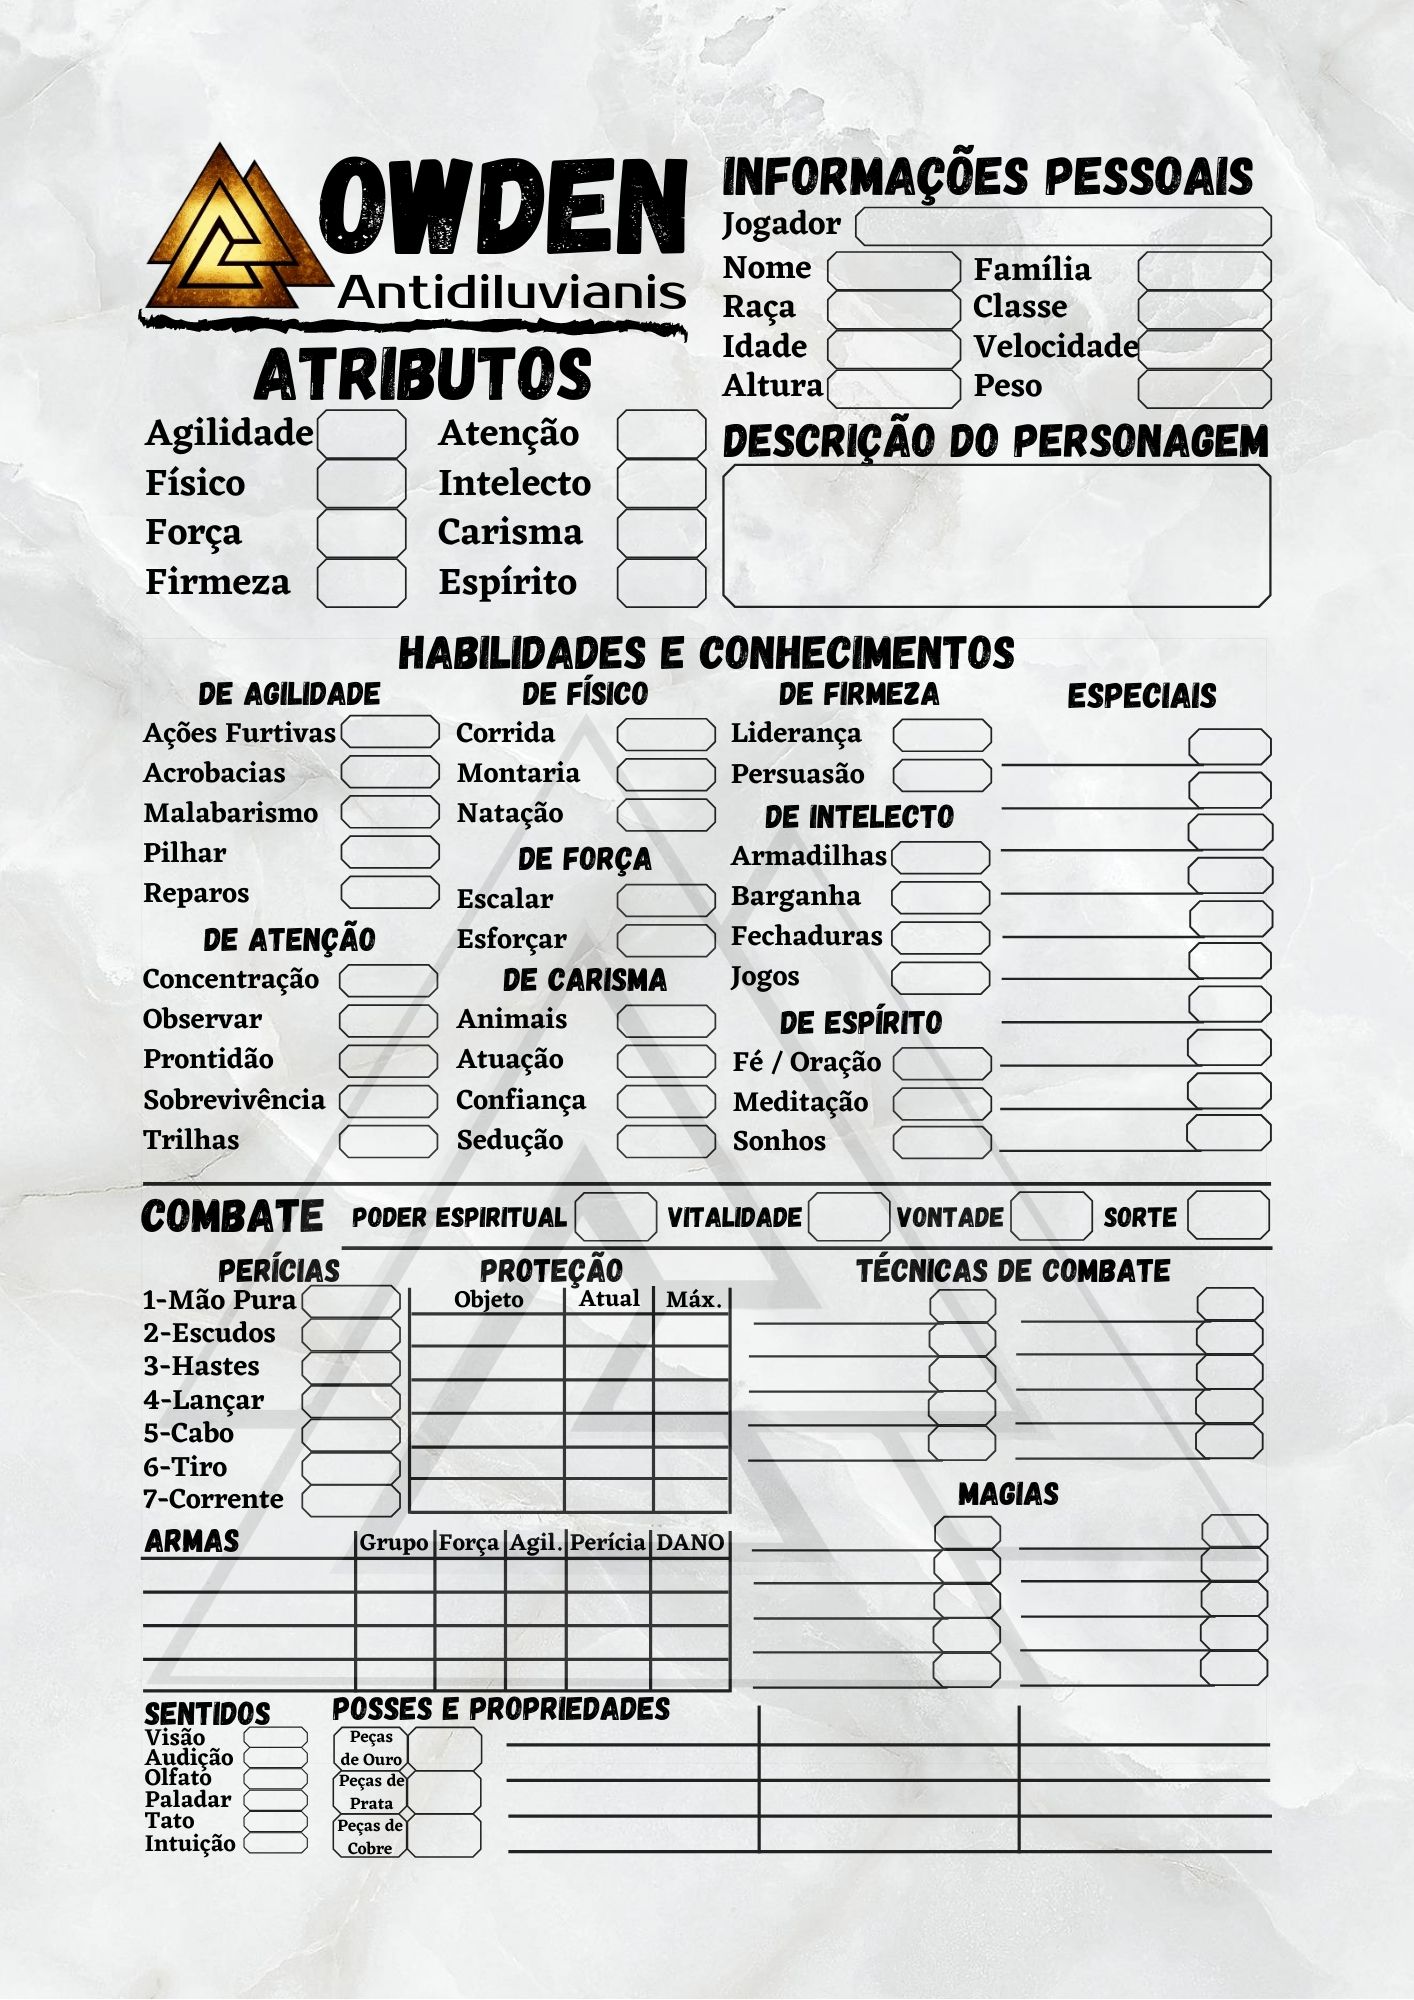 OWDEN
Antidiluvianis
INFORMAÇÕES PESSOAIS
Jogador
Nome Família
Raça Classe
Idade Velocidade
Altura Peso
ATRIBUTOS
Agilidade Atenção
Físico Intelecto
Força Carisma
Firmeza Espírito
DESCRIÇÃO DO PERSONAGEM
HABILIDADES E CONHECIMENTOS
DE AGILIDADE
Ações Furtivas
Acrobacias
Malabarismo
Pilhar
Reparos
DE ATENÇÃO
Concentração
Observar
Prontidão
Sobrevivência
Trilhas
DE FÍSICO
Corrida
Montaria
Natação
DE FORÇA
Escalar
Esforçar
DE CARISMA
Animais
Atuação
Confiança
Sedução
DE FIRMEZA
Liderança
Persuasão
DE INTELECTO
Armadilhas
Barganha
Fechaduras
Jogos
DE ESPÍRITO
Fé / Oração
Meditação
Sonhos
ESPECIAIS
COMBATE PODER ESPIRITUAL VITALIDADE VONTADE SORTE
PERÍCIAS
1-Mão Pura
2-Escudos
3-Hastes
4-Lançar
5-Cabo
6-Tiro
7-Corrente
PROTEÇÃO
Objeto Atual Máx.
TÉCNICAS DE COMBATE
MAGIAS
ARMAS Grupo Força Agil. Perícia DANO
SENTIDOS
Visão
Audição
Olfato
Paladar
Tato
Intuição
POSSES E PROPRIEDADES
Peças
de Ouro
Peças de
Prata
Peças de
Cobre